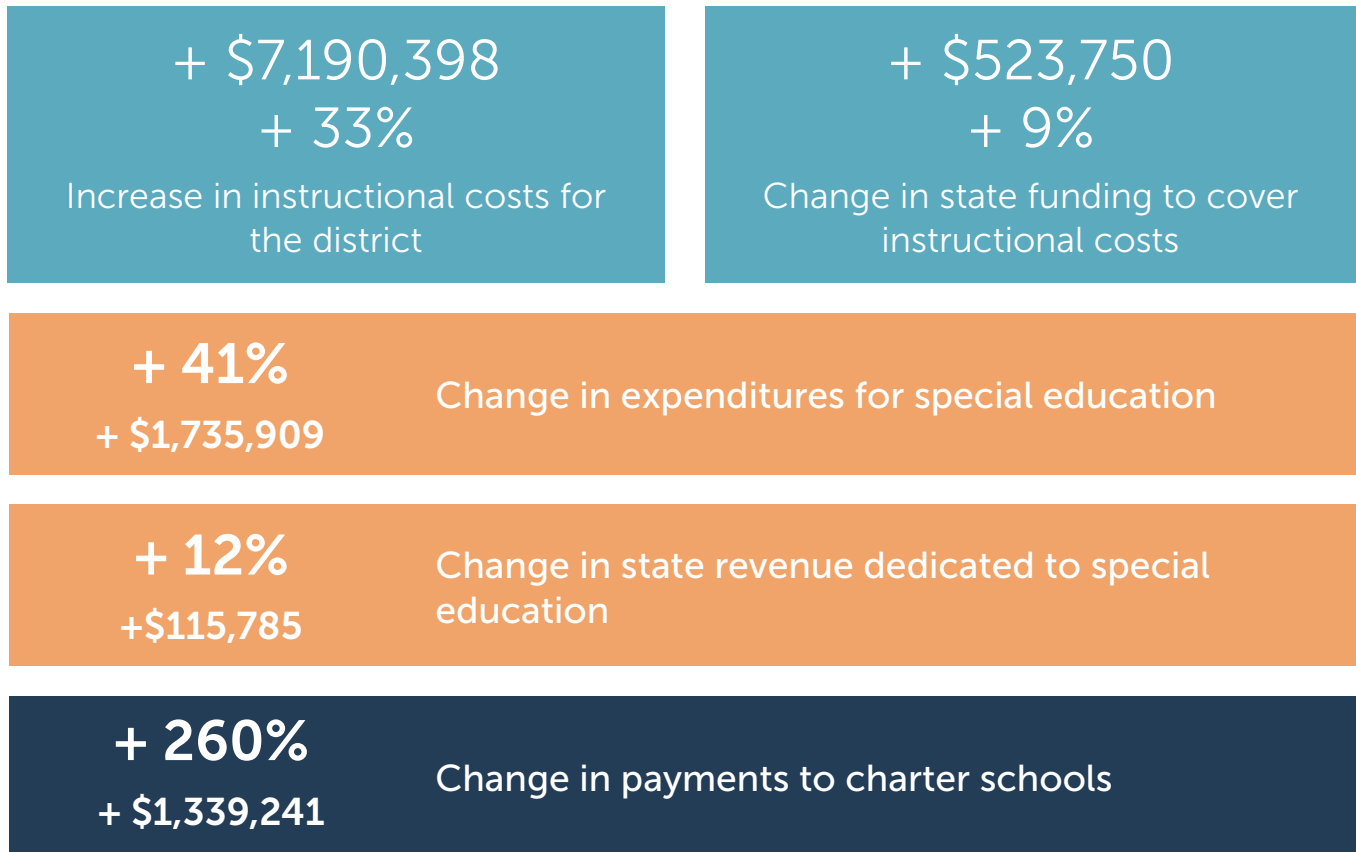 + $7,190,398
+ 33%
Increase in instructional costs for
the district
+ $523,750
+ 9%
Change in state funding to cover
instructional costs
+ 41%
+ $1,735,909
Change in expenditures for special education
+ 12%
+$115,785
Change in state revenue dedicated to special
education
+ 260%
+ $1,339,241
Change in payments to charter schools